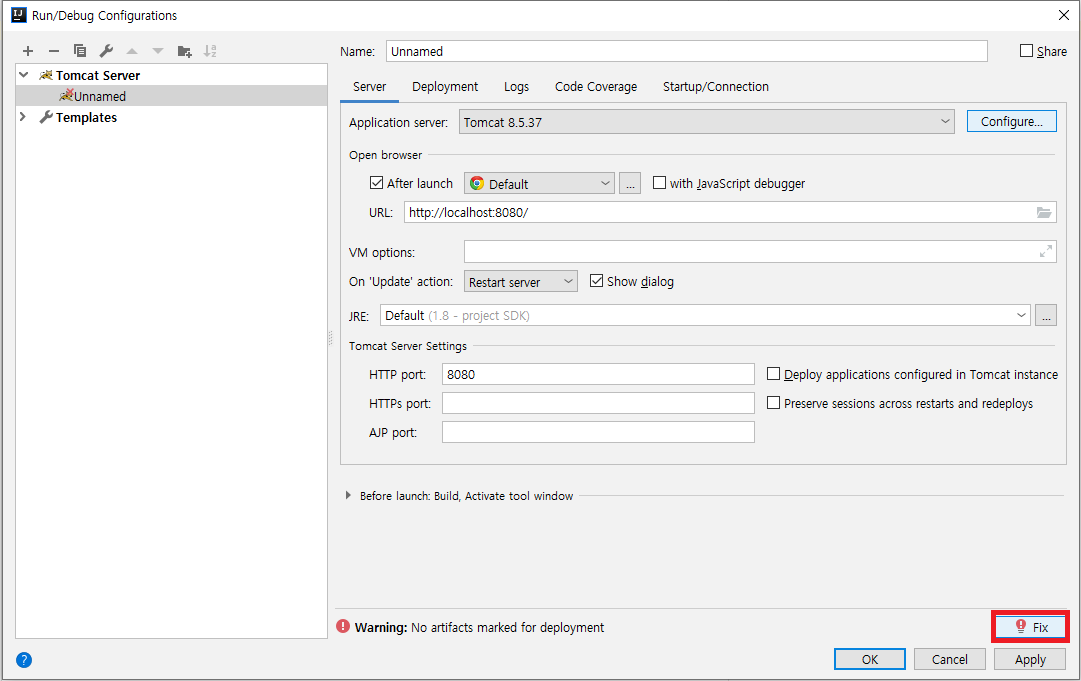 IJ Run/Debug Configurations
Name: Unnamed Share
Tomcat Server
Unnamed
Templates
Server Deployment Logs Code Coverage Startup/Connection
Application server: Tomcat 8.5.37 Configure...
Open browser
After launch Default ... with JavaScript debugger
URL: http://localhost:8080/
VM options:
On 'Update' action: Restart server Show dialog
JRE: Default (1.8 - project SDK) ...
Tomcat Server Settings
HTTP port: 8080 Deploy applications configured in Tomcat instance
HTTPs port: Preserve sessions across restarts and redeploys
AJP port:
Before launch: Build, Activate tool window
Warning: No artifacts marked for deployment Fix
? OK Cancel Apply